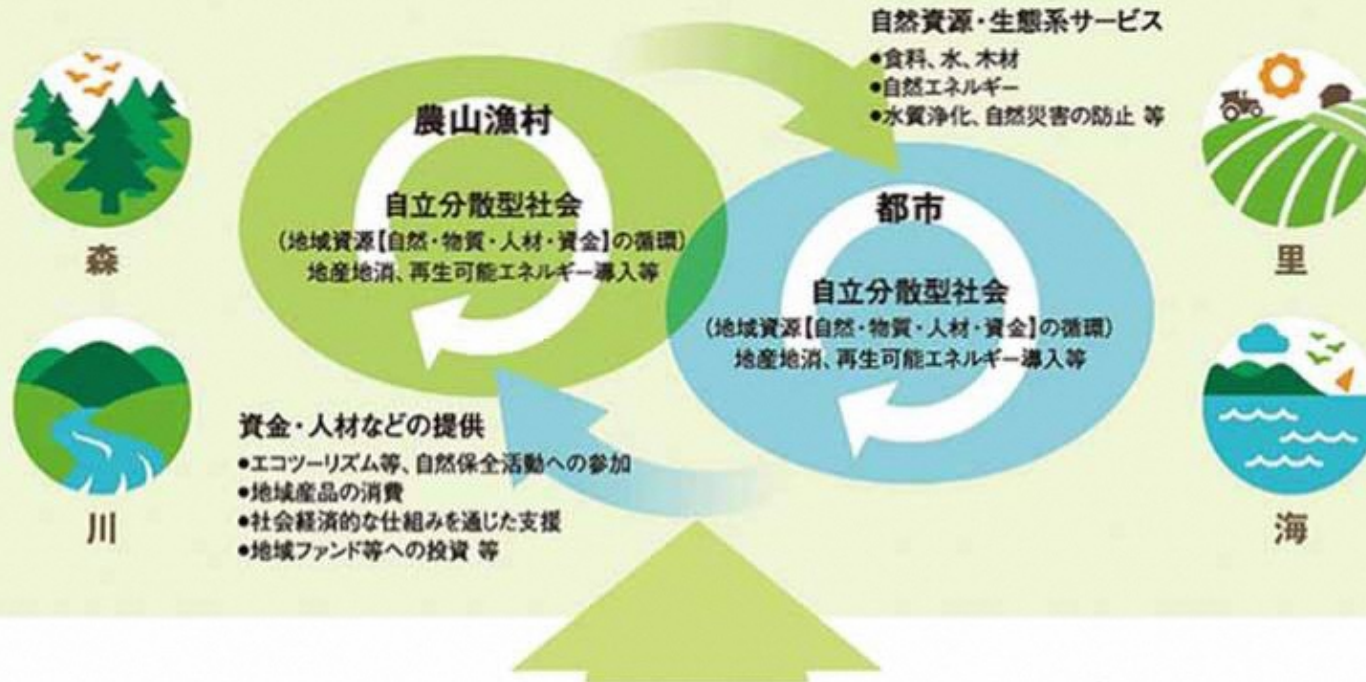 自然資源・生態系サービス
●食料、水、木材
●自然エネルギー
●水質浄化、自然災害の防止 等
農山漁村
自立分散型社会
(地域資源【自然・物質・人材・資金】の循環)
地産地消、再生可能エネルギー導入等
都市
自立分散型社会
(地域資源【自然・物質・人材・資金】の循環)
地産地消、再生可能エネルギー導入等
森
里
資金・人材などの提供
●エコツーリズム等、自然保全活動への参加
●地域産品の消費
●社会経済的な仕組みを通じた支援
●地域ファンド等への投資 等
川
海